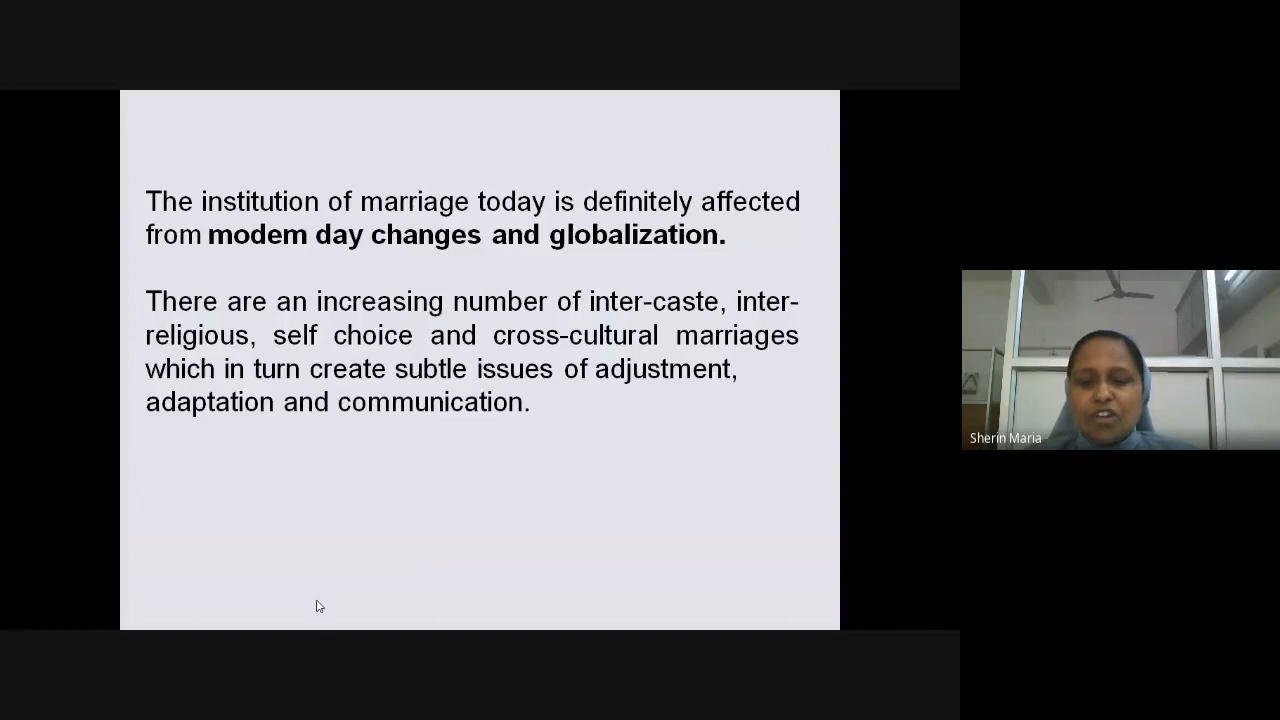 The institution of marriage today is definitely affected
from modem day changes and globalization.
There are an increasing number of inter-caste, inter-
religious, self choice and cross-cultural marriages
which in turn create subtle issues of adjustment,
adaptation and communication.
Sherin Maria